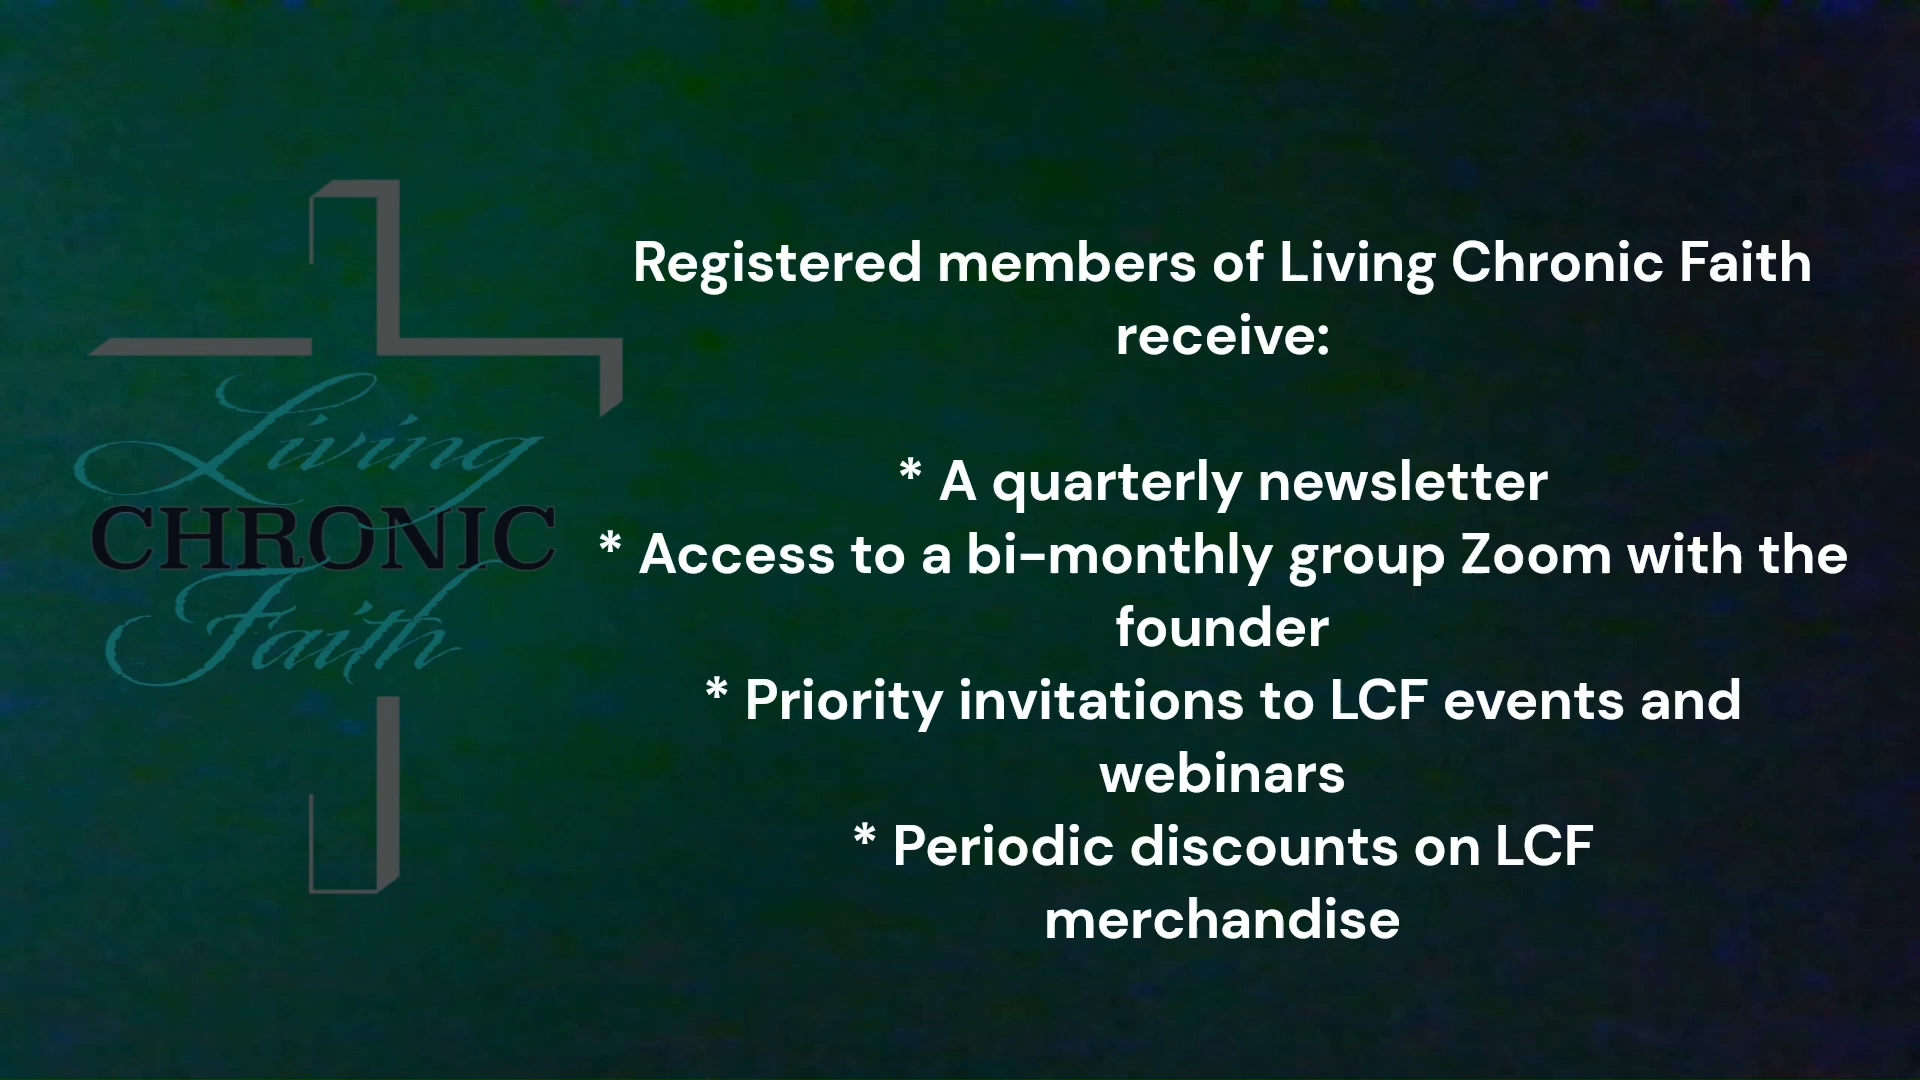 Living
CHRONIC
Faith
Registered members of Living Chronic Faith
receive:
* A quarterly newsletter
* Access to a bi-monthly group Zoom with the
founder
* Priority invitations to LCF events and
webinars
* Periodic discounts on LCF
merchandise